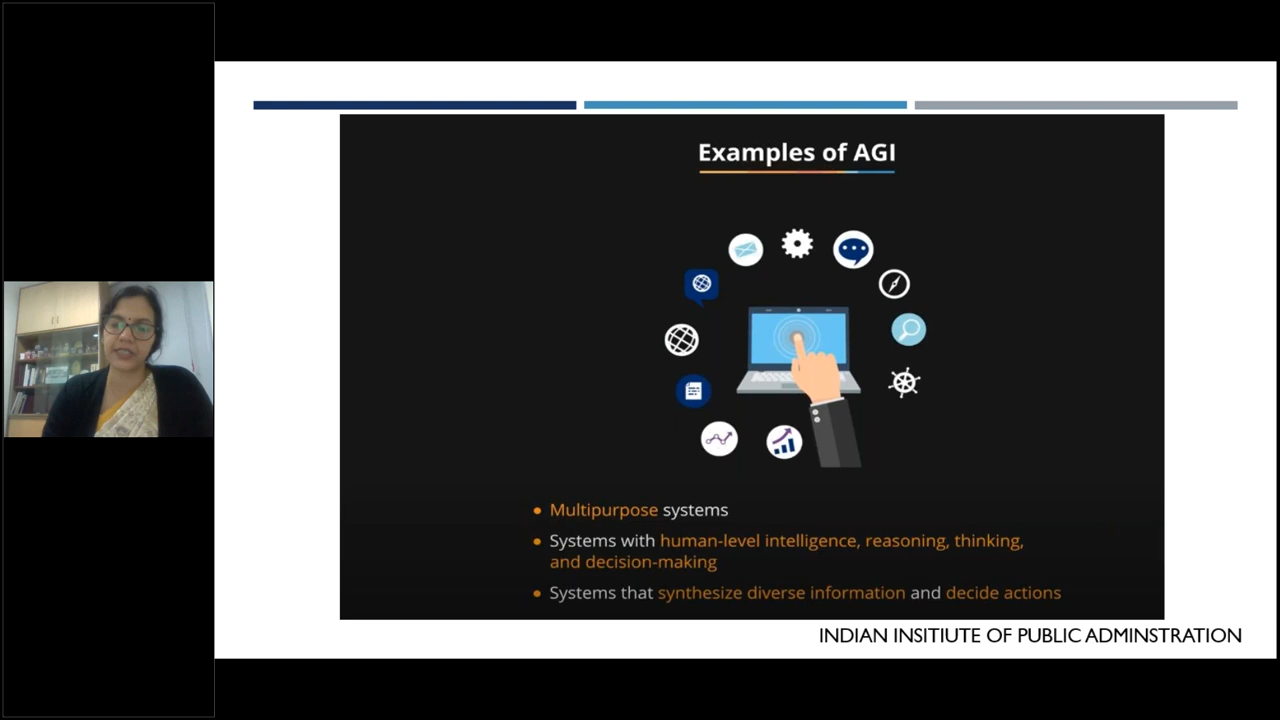 Examples of AGI
• Multipurpose systems
• Systems with human-level intelligence, reasoning, thinking,
and decision-making
• Systems that synthesize diverse information and decide actions
INDIAN INSITIUTE OF PUBLIC ADMINSTRATION